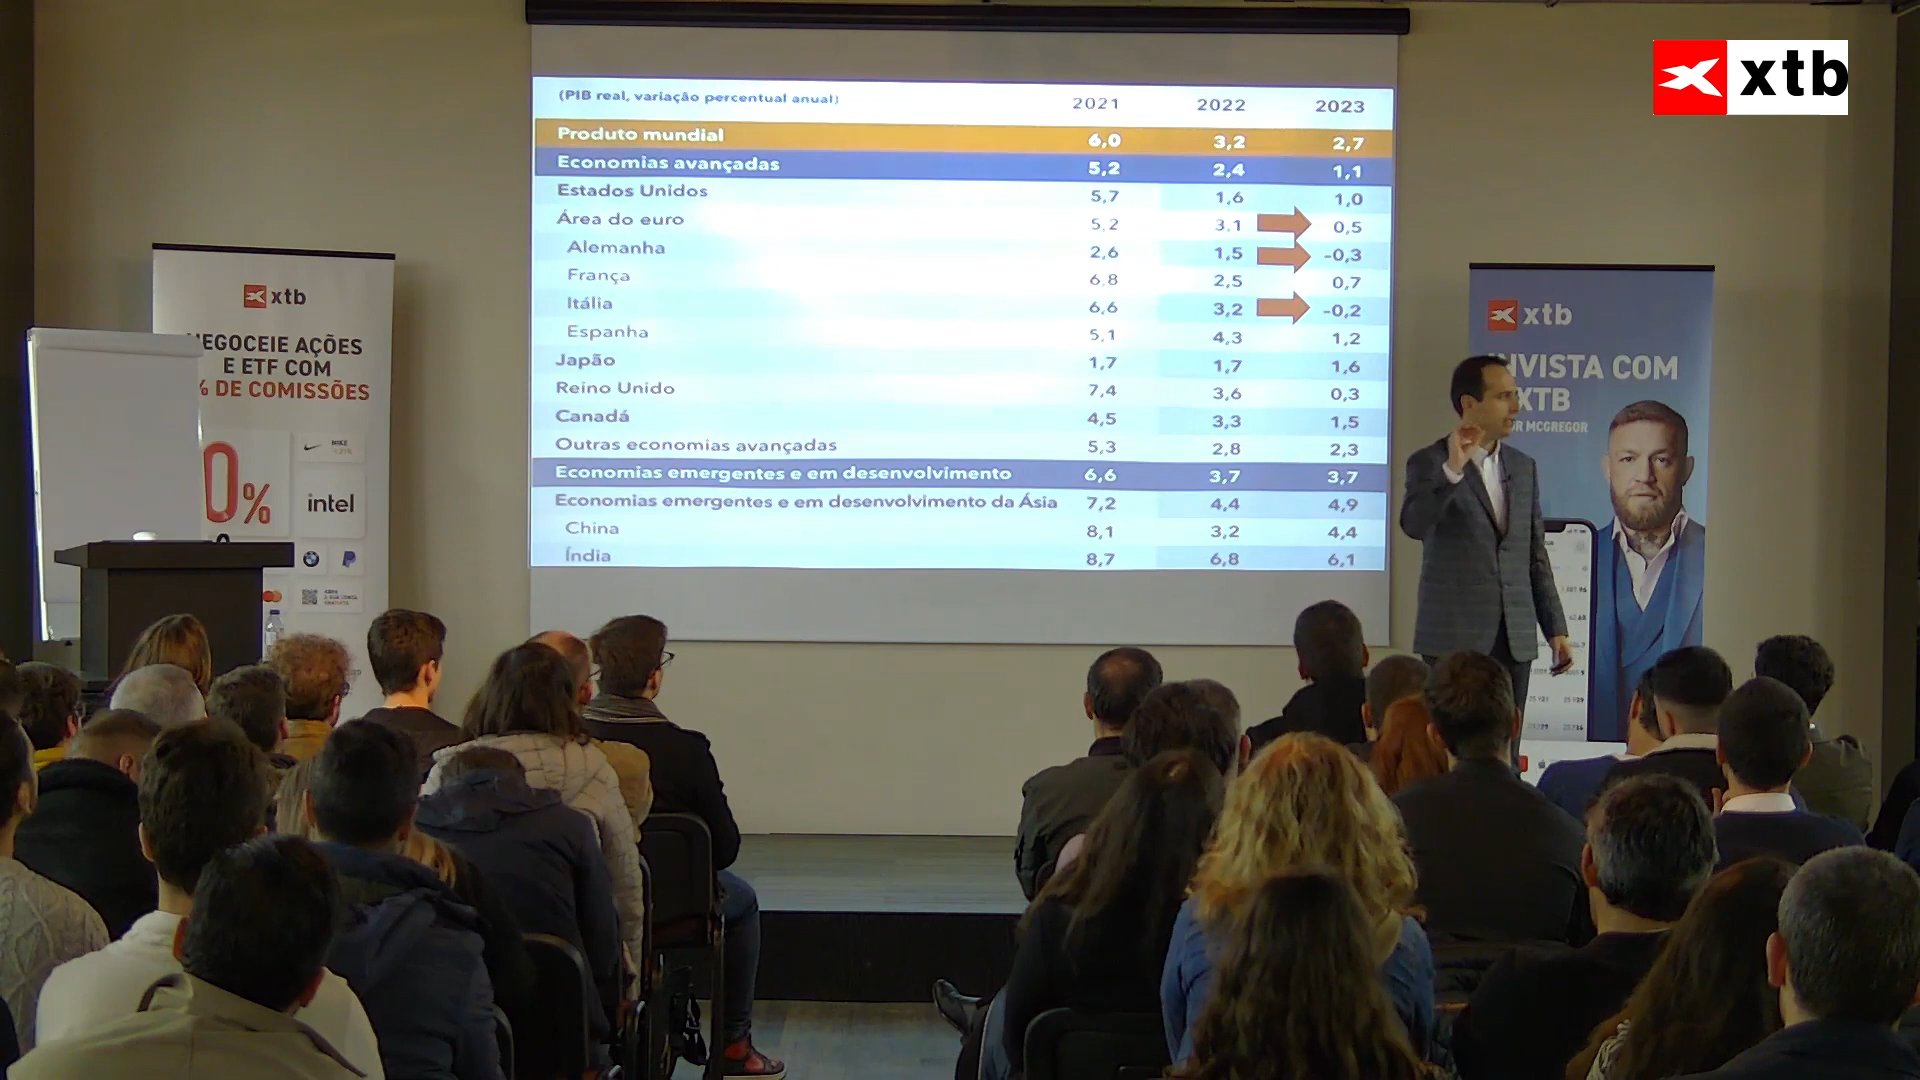 xtb
(PIB real, variação percentual anual) 2021 2022 2023
Produto mundial 6,0 3,2 2,7
Economias avançadas 5,2 2,4 1,1
Estados Unidos 5,7 1,6 1,0
Área do euro 5,2 3,1 0,5
Alemanha 2,6 1,5 -0,3
França 6,8 2,5 0,7
Itália 6,6 3,2 -0,2
Espanha 5,1 4,3 1,2
Japão 1,7 1,7 1,6
Reino Unido 7,4 3,6 0,3
Canadá 4,5 3,3 1,5
Outras economias avançadas 5,3 2,8 2,3
Economias emergentes e em desenvolvimento 6,6 3,7 3,7
Economias emergentes e em desenvolvimento da Ásia 7,2 4,4 4,9
China 8,1 3,2 4,4
Índia 8,7 6,8 6,1
xtb
NEGOCEIE AÇÕES
E ETF COM
% DE COMISSÕES
0%
NIKE
intel
xtb
INVISTA COM
XTB
MCGREGOR